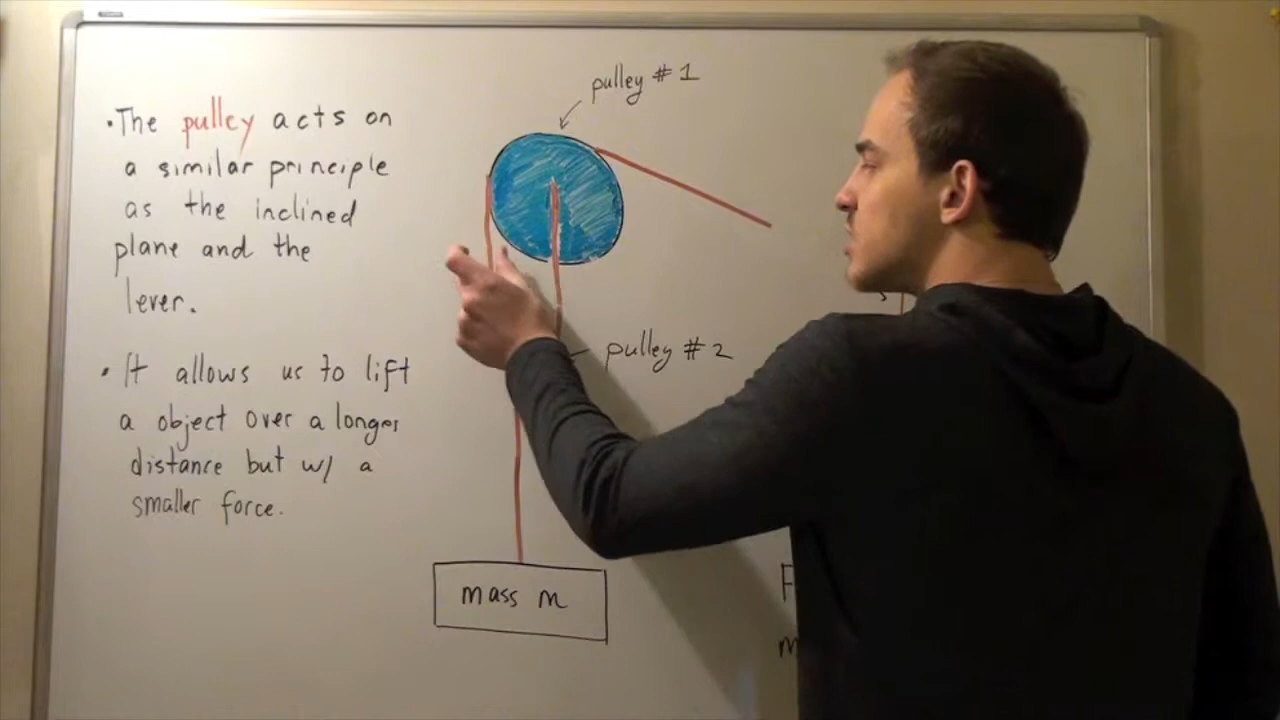 pulley # 1
• The pulley acts on
a similar principle
as the inclined
plane and the
lever.
pulley # 2
• It allows us to lift
a object over a longer
distance but w/ a
smaller force.
mass m
F
m